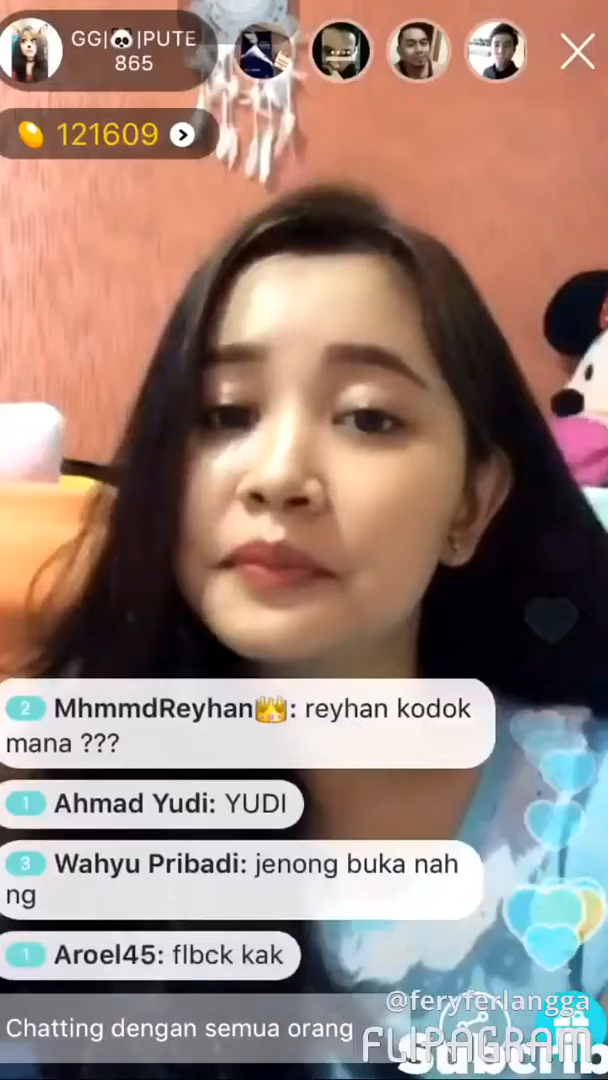 GG|🐼|PUTE
865
121609
2 MhmmdReyhan👑: reyhan kodok
mana ???
1 Ahmad Yudi: YUDI
3 Wahyu Pribadi: jenong buka nah
ng
1 Aroel45: flbck kak
@feryferlangga
Chatting dengan semua orang
FLIPAGRAM